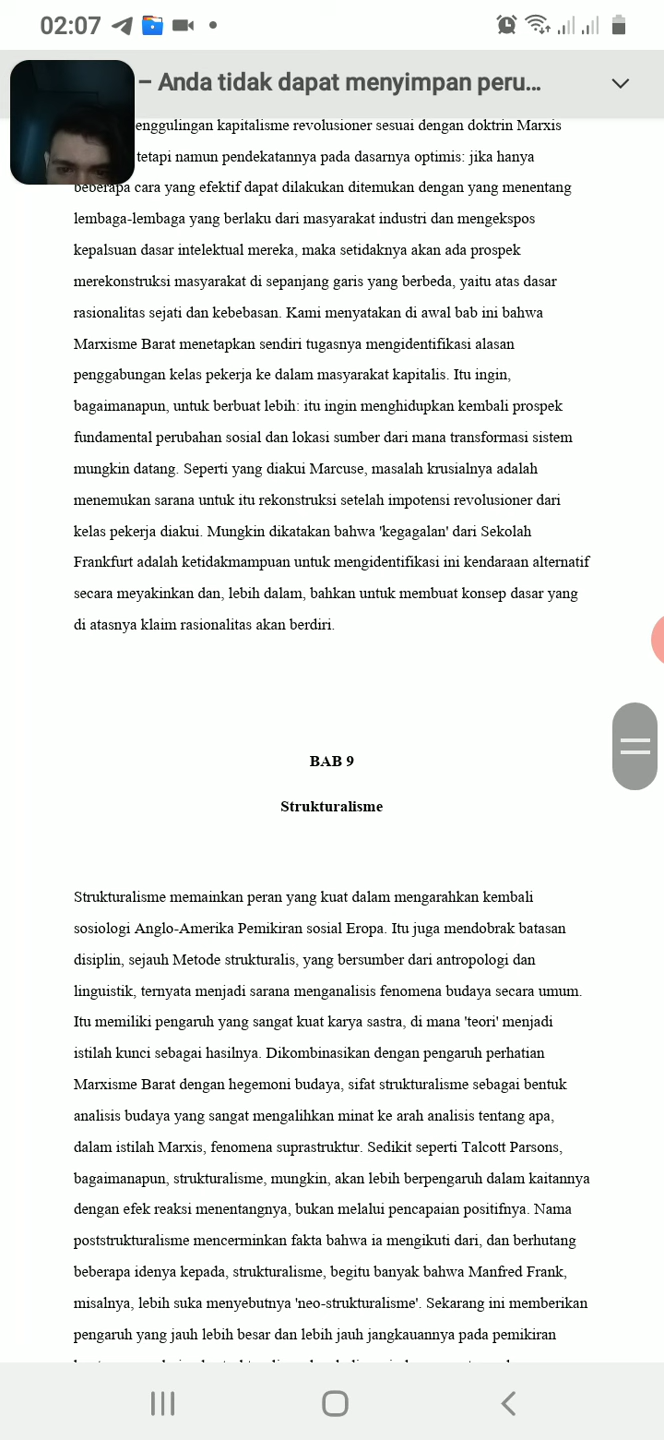 02:07
– Anda tidak dapat menyimpan peru...
enggulingan kapitalisme revolusioner sesuai dengan doktrin Marxis
tetapi namun pendekatannya pada dasarnya optimis: jika hanya
beberapa cara yang efektif dapat dilakukan ditemukan dengan yang menentang
lembaga-lembaga yang berlaku dari masyarakat industri dan mengekspos
kepalsuan dasar intelektual mereka, maka setidaknya akan ada prospek
merekonstruksi masyarakat di sepanjang garis yang berbeda, yaitu atas dasar
rasionalitas sejati dan kebebasan. Kami menyatakan di awal bab ini bahwa
Marxisme Barat menetapkan sendiri tugasnya mengidentifikasi alasan
penggabungan kelas pekerja ke dalam masyarakat kapitalis. Itu ingin,
bagaimanapun, untuk berbuat lebih: itu ingin menghidupkan kembali prospek
fundamental perubahan sosial dan lokasi sumber dari mana transformasi sistem
mungkin datang. Seperti yang diakui Marcuse, masalah krusialnya adalah
menemukan sarana untuk itu rekonstruksi setelah impotensi revolusioner dari
kelas pekerja diakui. Mungkin dikatakan bahwa 'kegagalan' dari Sekolah
Frankfurt adalah ketidakmampuan untuk mengidentifikasi ini kendaraan alternatif
secara meyakinkan dan, lebih dalam, bahkan untuk membuat konsep dasar yang
di atasnya klaim rasionalitas akan berdiri.
BAB 9
Strukturalisme
Strukturalisme memainkan peran yang kuat dalam mengarahkan kembali
sosiologi Anglo-Amerika Pemikiran sosial Eropa. Itu juga mendobrak batasan
disiplin, sejauh Metode strukturalis, yang bersumber dari antropologi dan
linguistik, ternyata menjadi sarana menganalisis fenomena budaya secara umum.
Itu memiliki pengaruh yang sangat kuat karya sastra, di mana 'teori' menjadi
istilah kunci sebagai hasilnya. Dikombinasikan dengan pengaruh perhatian
Marxisme Barat dengan hegemoni budaya, sifat strukturalisme sebagai bentuk
analisis budaya yang sangat mengalihkan minat ke arah analisis tentang apa,
dalam istilah Marxis, fenomena suprastruktur. Sedikit seperti Talcott Parsons,
bagaimanapun, strukturalisme, mungkin, akan lebih berpengaruh dalam kaitannya
dengan efek reaksi menentangnya, bukan melalui pencapaian positifnya. Nama
poststrukturalisme mencerminkan fakta bahwa ia mengikuti dari, dan berhutang
beberapa idenya kepada, strukturalisme, begitu banyak bahwa Manfred Frank,
misalnya, lebih suka menyebutnya 'neo-strukturalisme'. Sekarang ini memberikan
pengaruh yang jauh lebih besar dan lebih jauh jangkauannya pada pemikiran